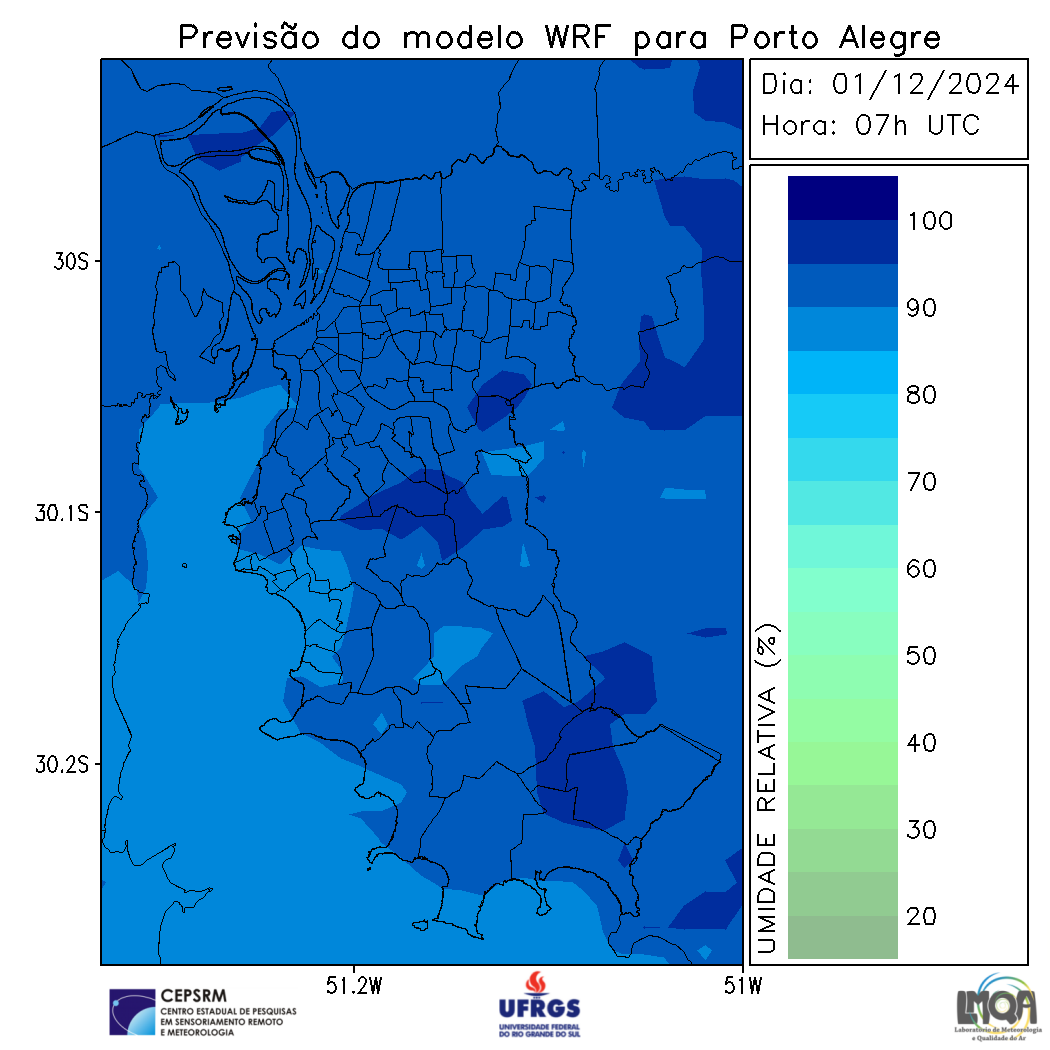 Previsão do modelo WRF para Porto Alegre
Dia: 01/12/2024
Hora: 07h UTC
30S
30.1S
30.2S
51.2W
51W
UMIDADE RELATIVA (%)
100
90
80
70
60
50
40
30
20
CEPSRM
CENTRO ESTADUAL DE PESQUISAS
EM SENSORIAMENTO REMOTO
E METEOROLOGIA
UFRGS
UNIVERSIDADE FEDERAL
DO RIO GRANDE DO SUL
LMQA
Laboratório de Meteorologia
e Qualidade do Ar